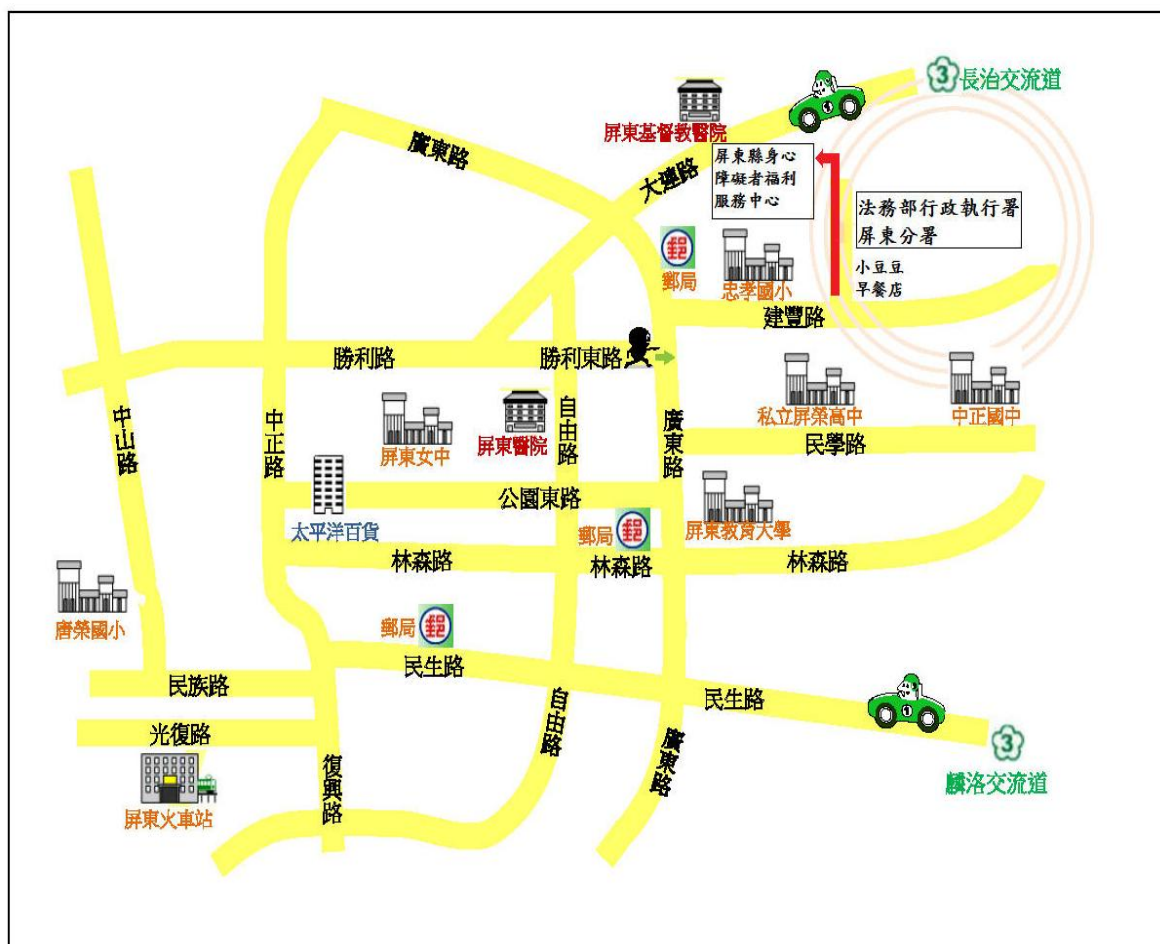 3
長治交流道
屏東基督教醫院
廣東路
大連路
屏東縣身心
障礙者福利
服務中心
法務部行政執行署
屏東分署
小豆豆
早餐店
郵
郵局
忠孝國小
建豐路
勝利路
勝利東路
中山路
中正路
屏東女中
屏東醫院
自由路
廣東路
私立屏榮高中
中正國中
民學路
公園東路
太平洋百貨
郵局
郵
屏東教育大學
林森路
林森路
林森路
唐榮國小
郵局
郵
民生路
民族路
民生路
光復路
自由路
廣東路
復興路
3
麟洛交流道
屏東火車站